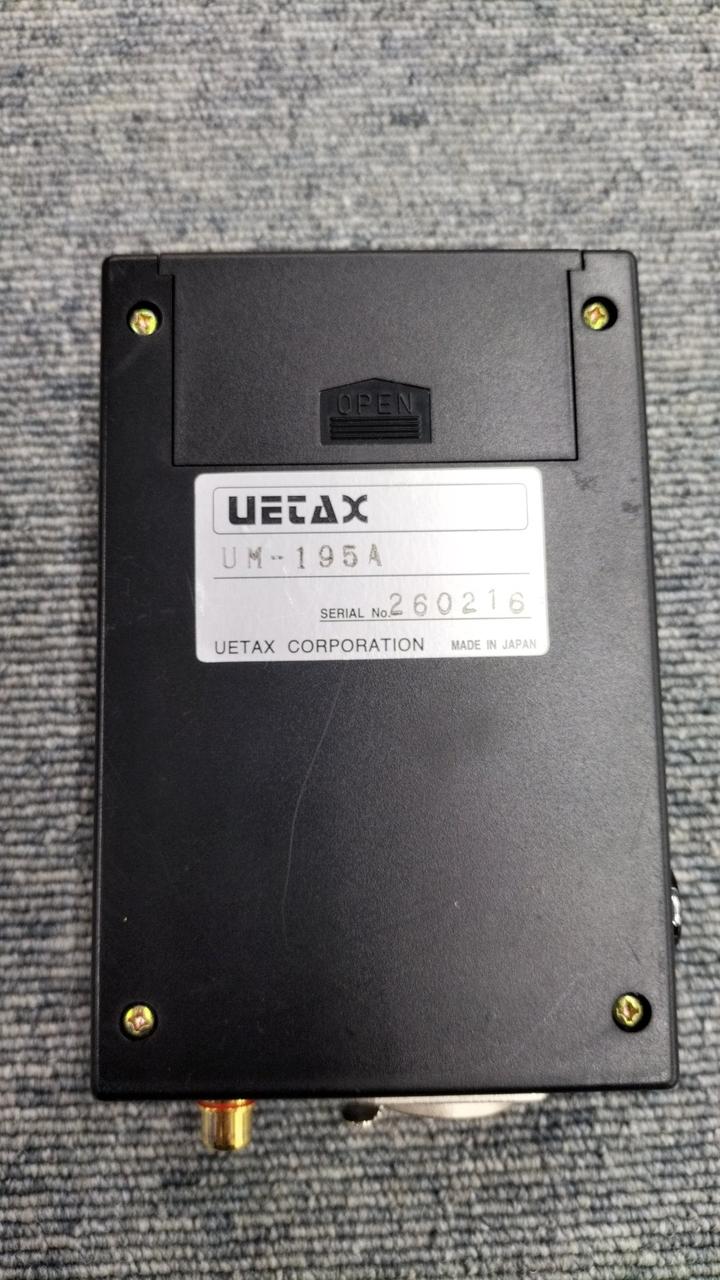 OPEN
UETAX
UM-195A
SERIAL No.260216
UETAX CORPORATION MADE IN JAPAN